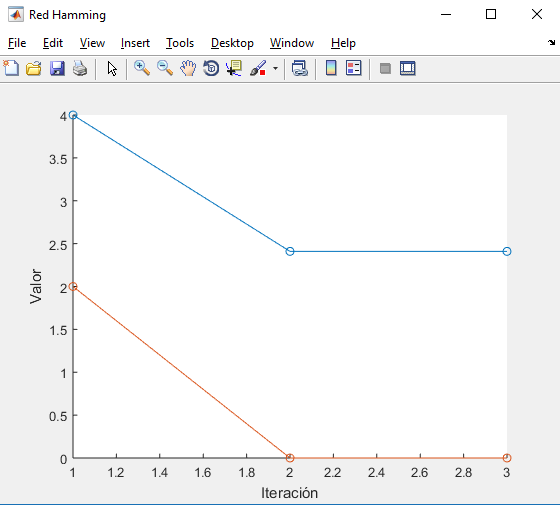 Red Hamming
File Edit View Insert Tools Desktop Window Help
4
3.5
3
2.5
2
1.5
1
0.5
0
Valor
1 1.2 1.4 1.6 1.8 2 2.2 2.4 2.6 2.8 3
Iteración